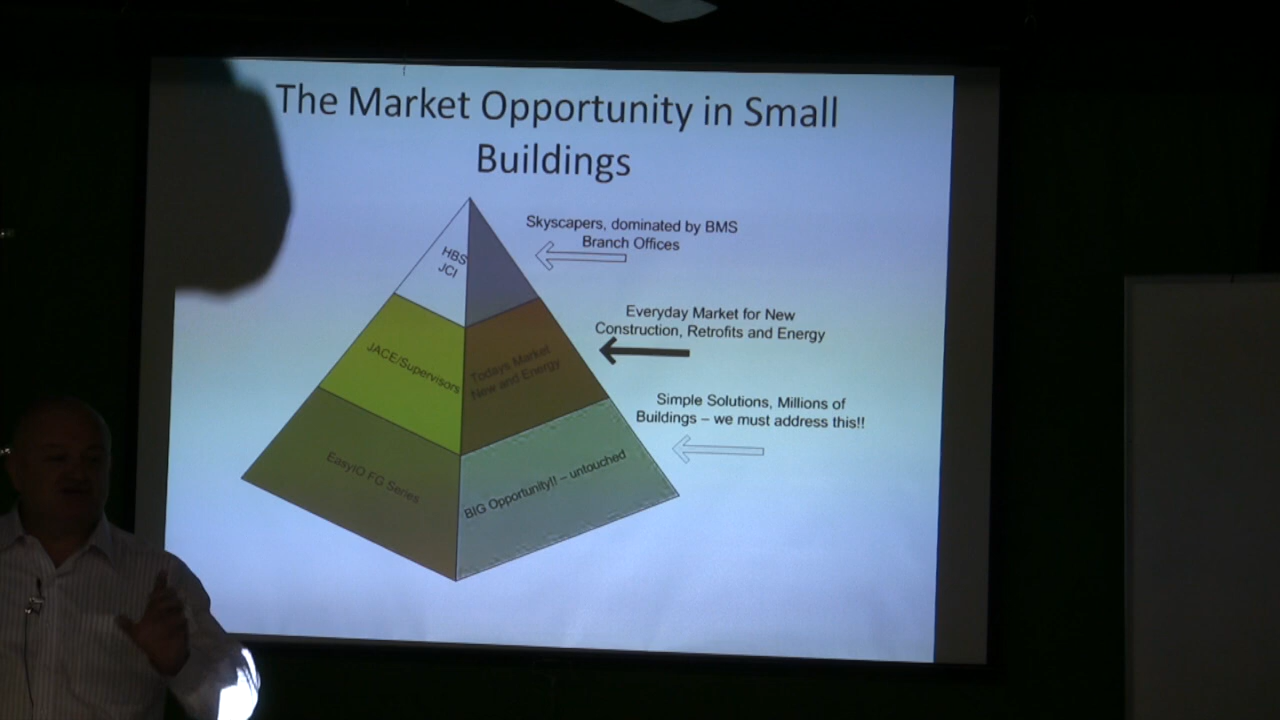 The Market Opportunity in Small
Buildings
Skyscapers, dominated by BMS
Branch Offices
HBS
JCI
Everyday Market for New
Construction, Retrofits and Energy
JACE/Supervisors
Todays Market
New and Energy
Simple Solutions, Millions of
Buildings – we must address this!!
EasyIO FG Series
BIG Opportunity!! – untouched